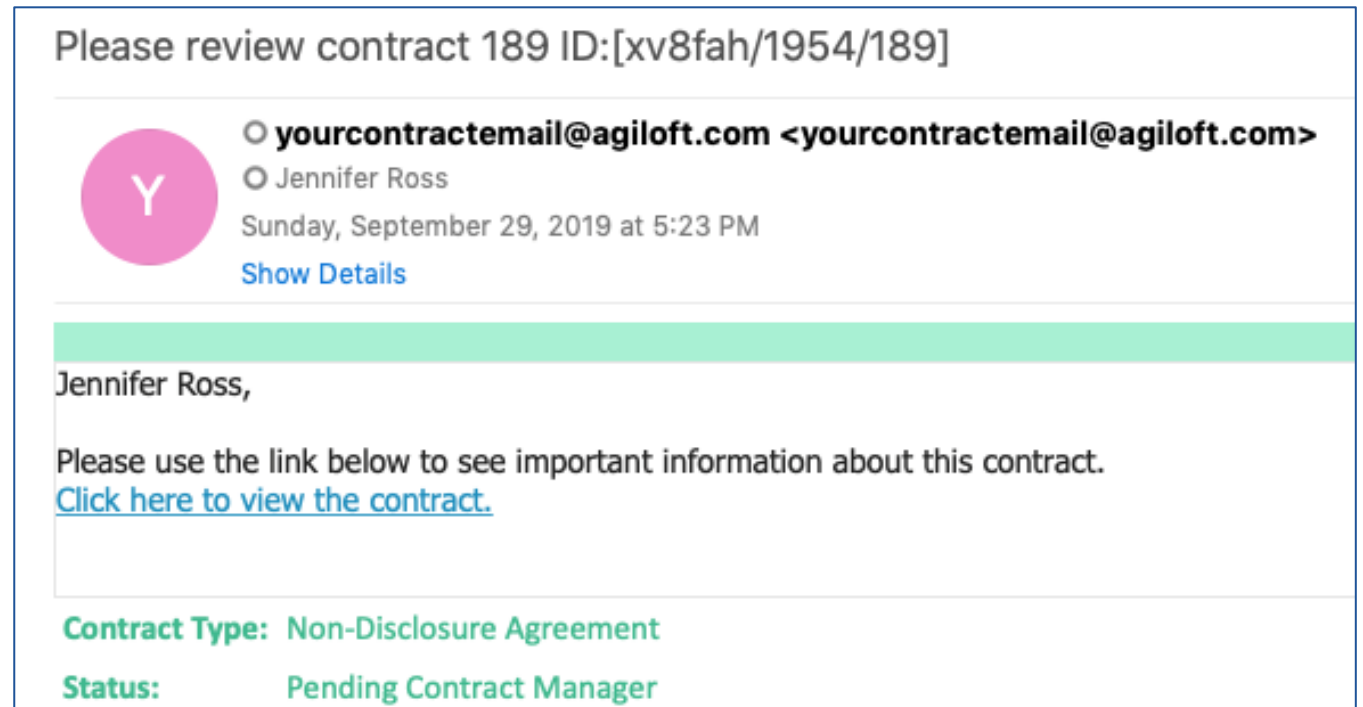 Please review contract 189 ID:[xv8fah/1954/189]
Y
yourcontractemail@agiloft.com <yourcontractemail@agiloft.com>
Jennifer Ross
Sunday, September 29, 2019 at 5:23 PM
Show Details
Jennifer Ross,
Please use the link below to see important information about this contract.
Click here to view the contract.
Contract Type: Non-Disclosure Agreement
Status: Pending Contract Manager